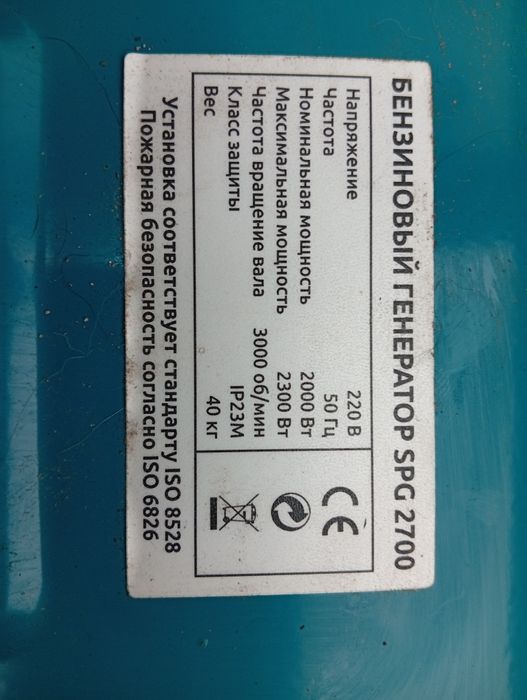 БЕНЗИНОВЫЙ ГЕНЕРАТОР SPG 2700
Напряжение 220 В
Частота 50 Гц
Номинальная мощность 2000 Вт
Максимальная мощность 2300 Вт
Частота вращение вала 3000 об/мин
Класс защиты IP23M
Вес 40 кг
CE
Установка соответствует стандарту ISO 8528
Пожарная безопасность согласно ISO 6826